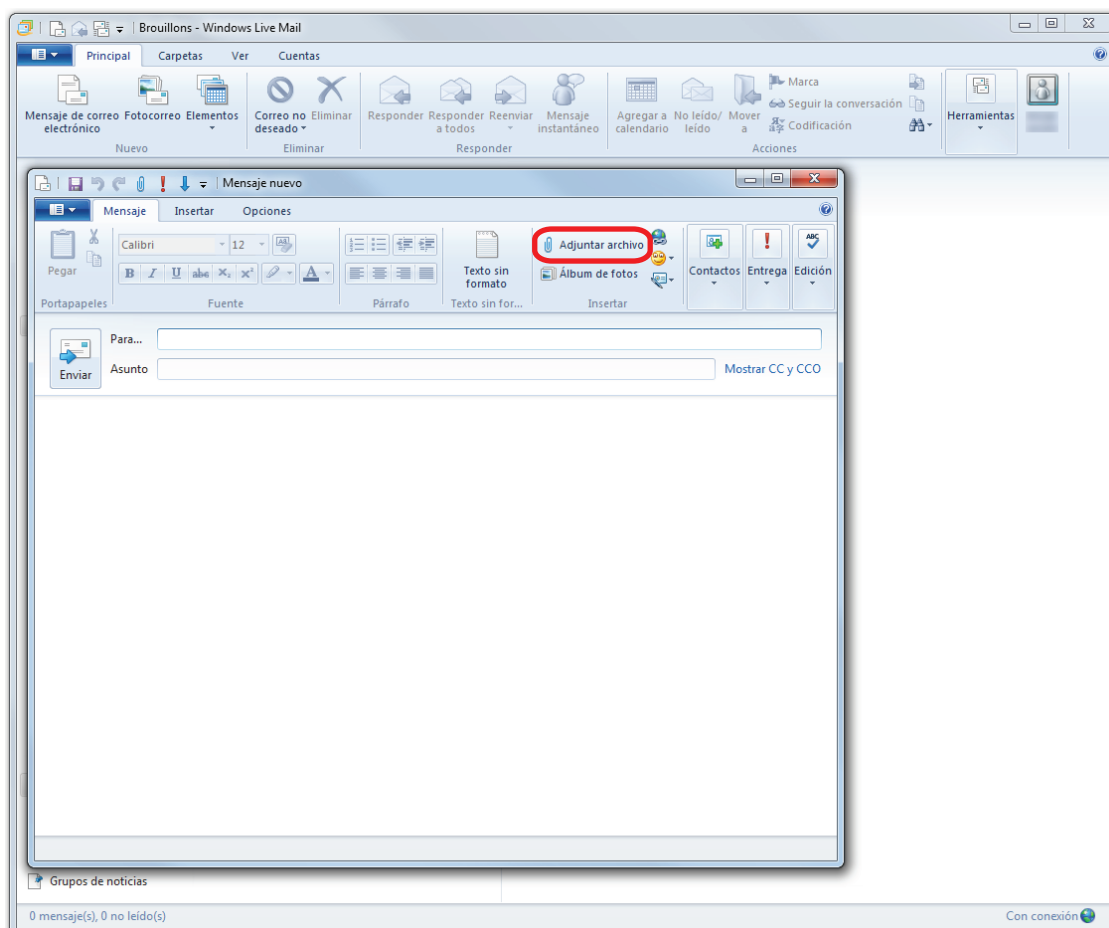 Brouillons - Windows Live Mail
Principal Carpetas Ver Cuentas
Mensaje de correo electrónico Fotocorreo Elementos Correo no deseado Eliminar Responder Responder a todos Reenviar Mensaje instantáneo Agregar a calendario No leído/ leído Mover a Marca Herramientas
Seguir la conversación
Codificación
Nuevo Eliminar Responder Acciones
Mensaje nuevo
Mensaje Insertar Opciones
Pegar Calibri 12 Texto sin formato Adjuntar archivo Contactos Entrega Edición
B I U abc X₂ X² A Álbum de fotos
ABC
Portapapeles Fuente Párrafo Texto sin for... Insertar
Para...
Enviar
Asunto Mostrar CC y CCO
Grupos de noticias
0 mensaje(s), 0 no leído(s) Con conexión